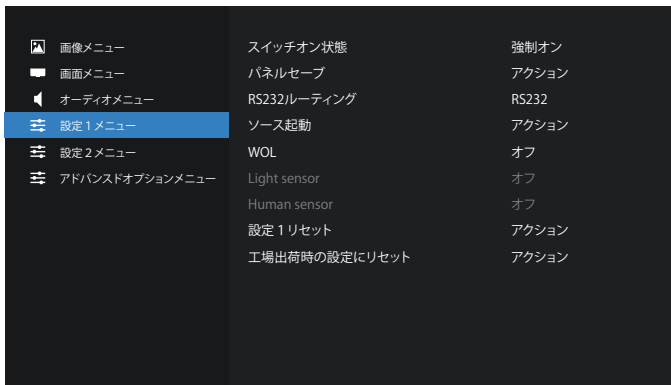 画像メニュー
画面メニュー
オーディオメニュー
設定1メニュー
設定2メニュー
アドバンスドオプションメニュー
スイッチオン状態 強制オン
パネルセーブ アクション
RS232ルーティング RS232
ソース起動 アクション
WOL オフ
Light sensor オフ
Human sensor オフ
設定1リセット アクション
工場出荷時の設定にリセット アクション